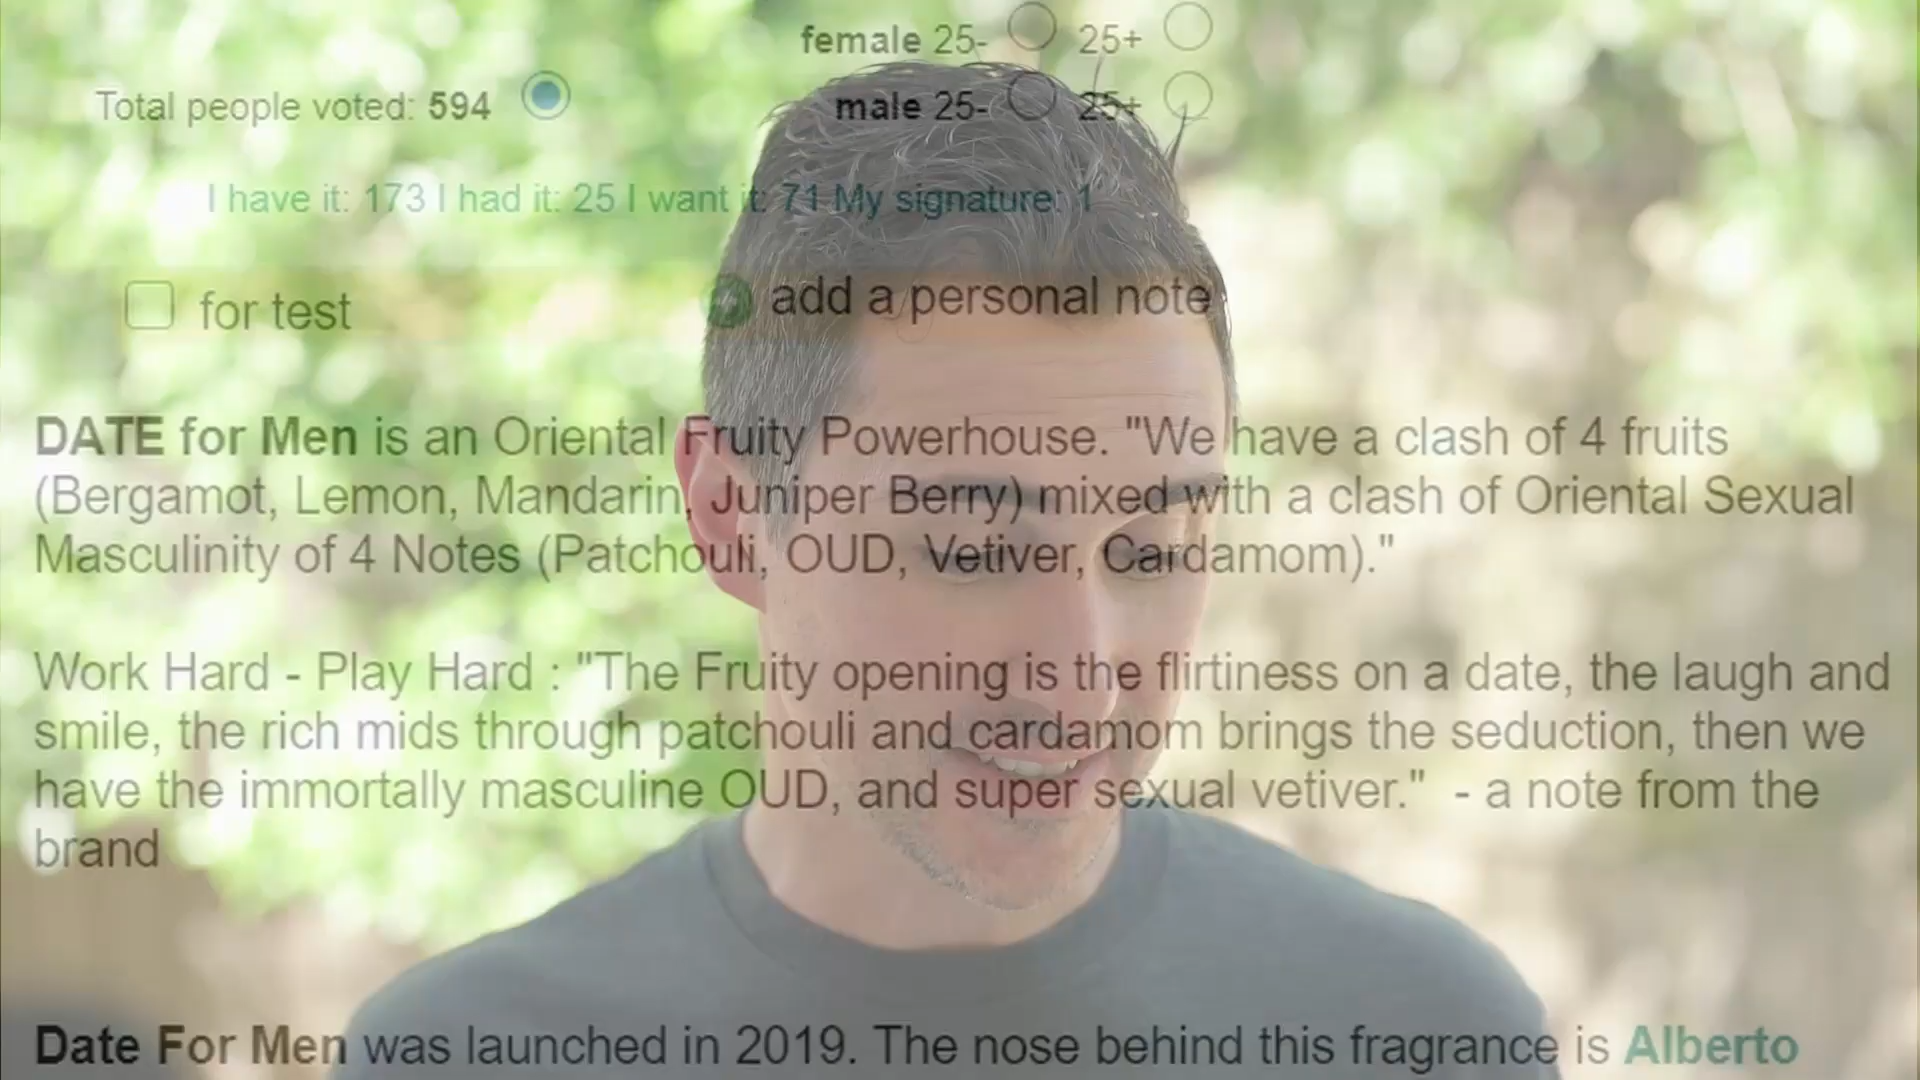 female 25- 25+
Total people voted: 594
male 25- 25+
I have it: 173 I had it: 25 I want it: 71 My signature: 1
for test
add a personal note
DATE for Men is an Oriental Fruity Powerhouse. "We have a clash of 4 fruits
(Bergamot, Lemon, Mandarin, Juniper Berry) mixed with a clash of Oriental Sexual
Masculinity of 4 Notes (Patchouli, OUD, Vetiver, Cardamom)."
Work Hard - Play Hard : "The Fruity opening is the flirtiness on a date, the laugh and
smile, the rich mids through patchouli and cardamom brings the seduction, then we
have the immortally masculine OUD, and super sexual vetiver." - a note from the
brand
Date For Men was launched in 2019. The nose behind this fragrance is Alberto